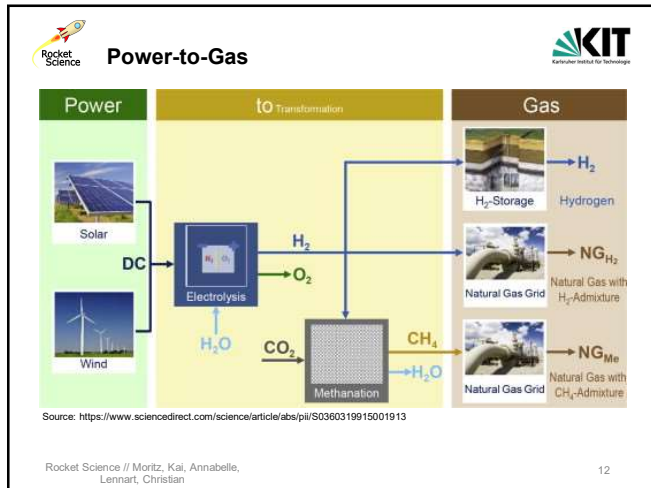 Rocket
Science
Power-to-Gas
KIT
Karlsruher Institut für Technologie
Power
to Transformation
Gas
Solar
Wind
DC
H₂ O₂
Electrolysis
H₂O
H₂
O₂
CO₂
Methanation
CH₄
H₂O
H₂-Storage
H₂
Hydrogen
Natural Gas Grid
NG_H₂
Natural Gas with
H₂-Admixture
Natural Gas Grid
NG_Me
Natural Gas with
CH₄-Admixture
Source: https://www.sciencedirect.com/science/article/abs/pii/S0360319915001913
Rocket Science // Moritz, Kai, Annabelle,
Lennart, Christian
12